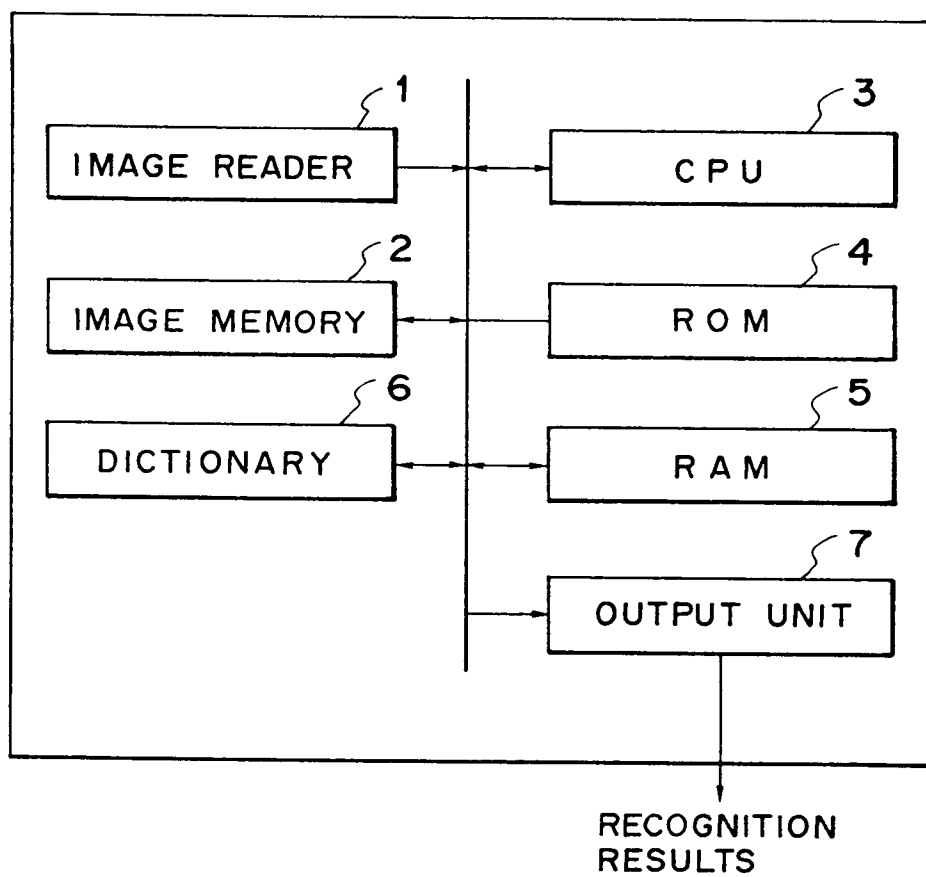 1
IMAGE READER
3
CPU
2
IMAGE MEMORY
4
ROM
6
DICTIONARY
5
RAM
7
OUTPUT UNIT
RECOGNITION
RESULTS